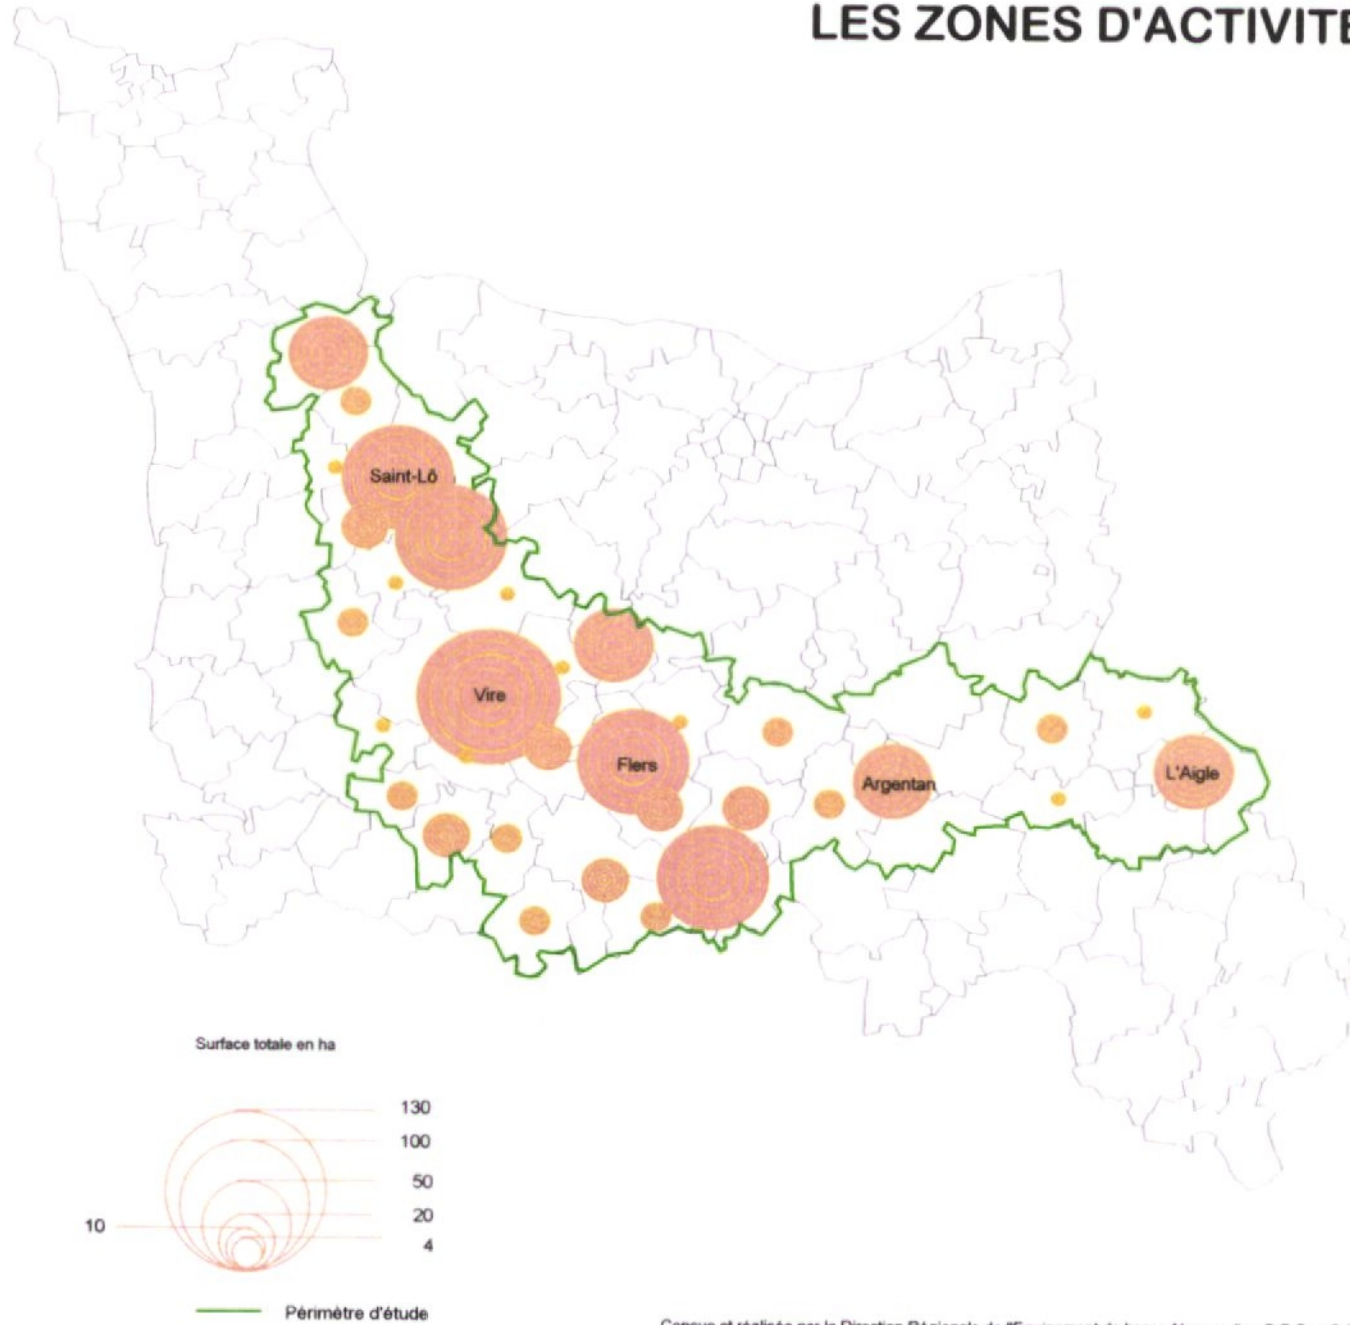 LES ZONES D'ACTIVITE
Saint-Lô
Vire
Flers
Argentan
L'Aigle
Surface totale en ha
130
100
50
20
10
4
Périmètre d'étude